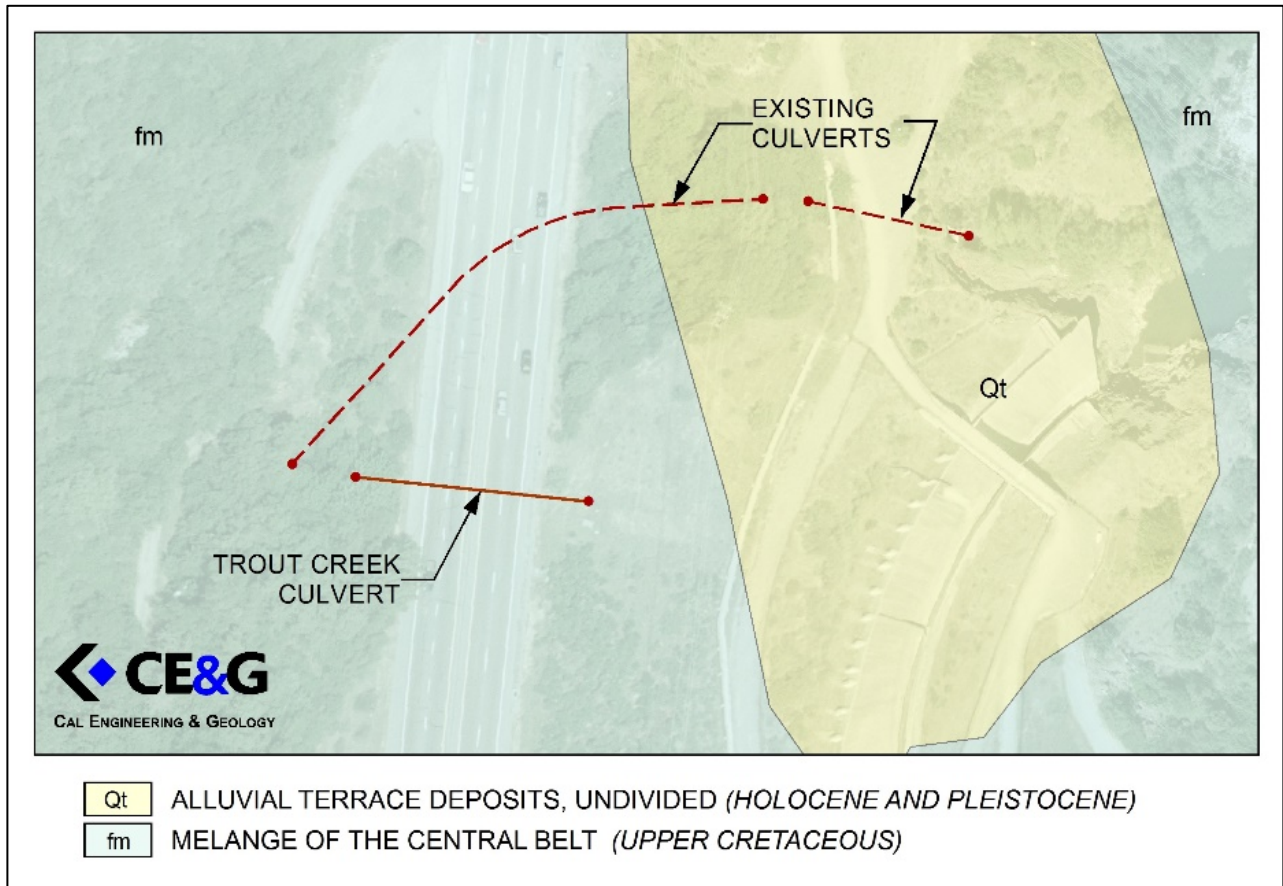 fm
EXISTING
CULVERTS
fm
Qt
TROUT CREEK
CULVERT
CE&G
CAL ENGINEERING & GEOLOGY
Qt ALLUVIAL TERRACE DEPOSITS, UNDIVIDED (HOLOCENE AND PLEISTOCENE)
fm MELANGE OF THE CENTRAL BELT (UPPER CRETACEOUS)